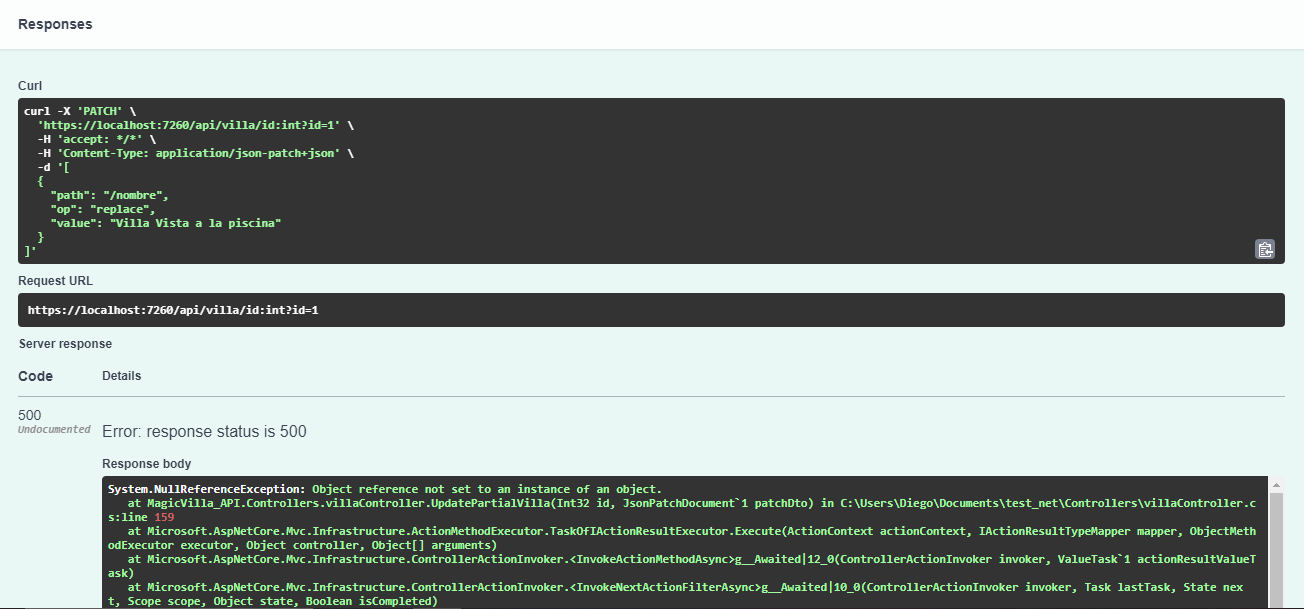 Responses
Curl
curl -X 'PATCH' \
'https://localhost:7260/api/villa/id:int?id=1' \
-H 'accept: */*' \
-H 'Content-Type: application/json-patch+json' \
-d '[
{
"path": "/nombre",
"op": "replace",
"value": "Villa Vista a la piscina"
}
]'
Request URL
https://localhost:7260/api/villa/id:int?id=1
Server response
Code Details
500
Undocumented
Error: response status is 500
Response body
System.NullReferenceException: Object reference not set to an instance of an object.
at MagicVilla_API.Controllers.villaController.UpdatePartialVilla(Int32 id, JsonPatchDocument`1 patchDto) in C:\Users\Diego\Documents\test_net\Controllers\villaController.c
s:line 159
at Microsoft.AspNetCore.Mvc.Infrastructure.ActionMethodExecutor.TaskOfIActionResultExecutor.Execute(ActionContext actionContext, IActionResultTypeMapper mapper, ObjectMeth
odExecutor executor, Object controller, Object[] arguments)
at Microsoft.AspNetCore.Mvc.Infrastructure.ControllerActionInvoker.<InvokeActionMethodAsync>g__Awaited|12_0(ControllerActionInvoker invoker, ValueTask`1 actionResultValueT
ask)
at Microsoft.AspNetCore.Mvc.Infrastructure.ControllerActionInvoker.<InvokeNextActionFilterAsync>g__Awaited|10_0(ControllerActionInvoker invoker, Task lastTask, State nex
t, Scope scope, Object state, Boolean isCompleted)